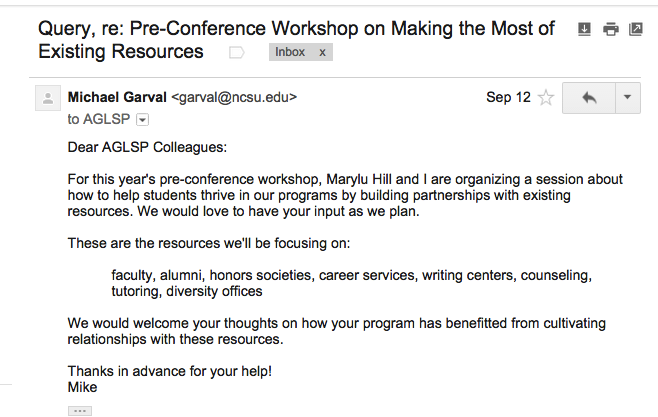 Query, re: Pre-Conference Workshop on Making the Most of
Existing Resources
Inbox x
Michael Garval <garval@ncsu.edu>
Sep 12
to AGLSP
Dear AGLSP Colleagues:
For this year's pre-conference workshop, Marylu Hill and I are organizing a session about
how to help students thrive in our programs by building partnerships with existing
resources. We would love to have your input as we plan.
These are the resources we'll be focusing on:
faculty, alumni, honors societies, career services, writing centers, counseling,
tutoring, diversity offices
We would welcome your thoughts on how your program has benefitted from cultivating
relationships with these resources.
Thanks in advance for your help!
Mike